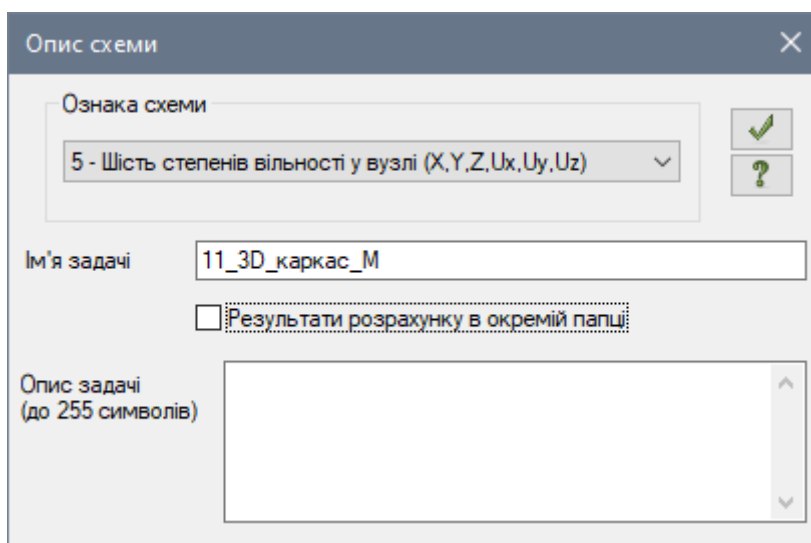 Опис схеми
Ознака схеми
5 - Шість степенів вільності у вузлі (X,Y,Z,Ux,Uy,Uz)
Ім'я задачі
11_3D_каркас_М
Результати розрахунку в окремій папці
Опис задачі
(до 255 символів)